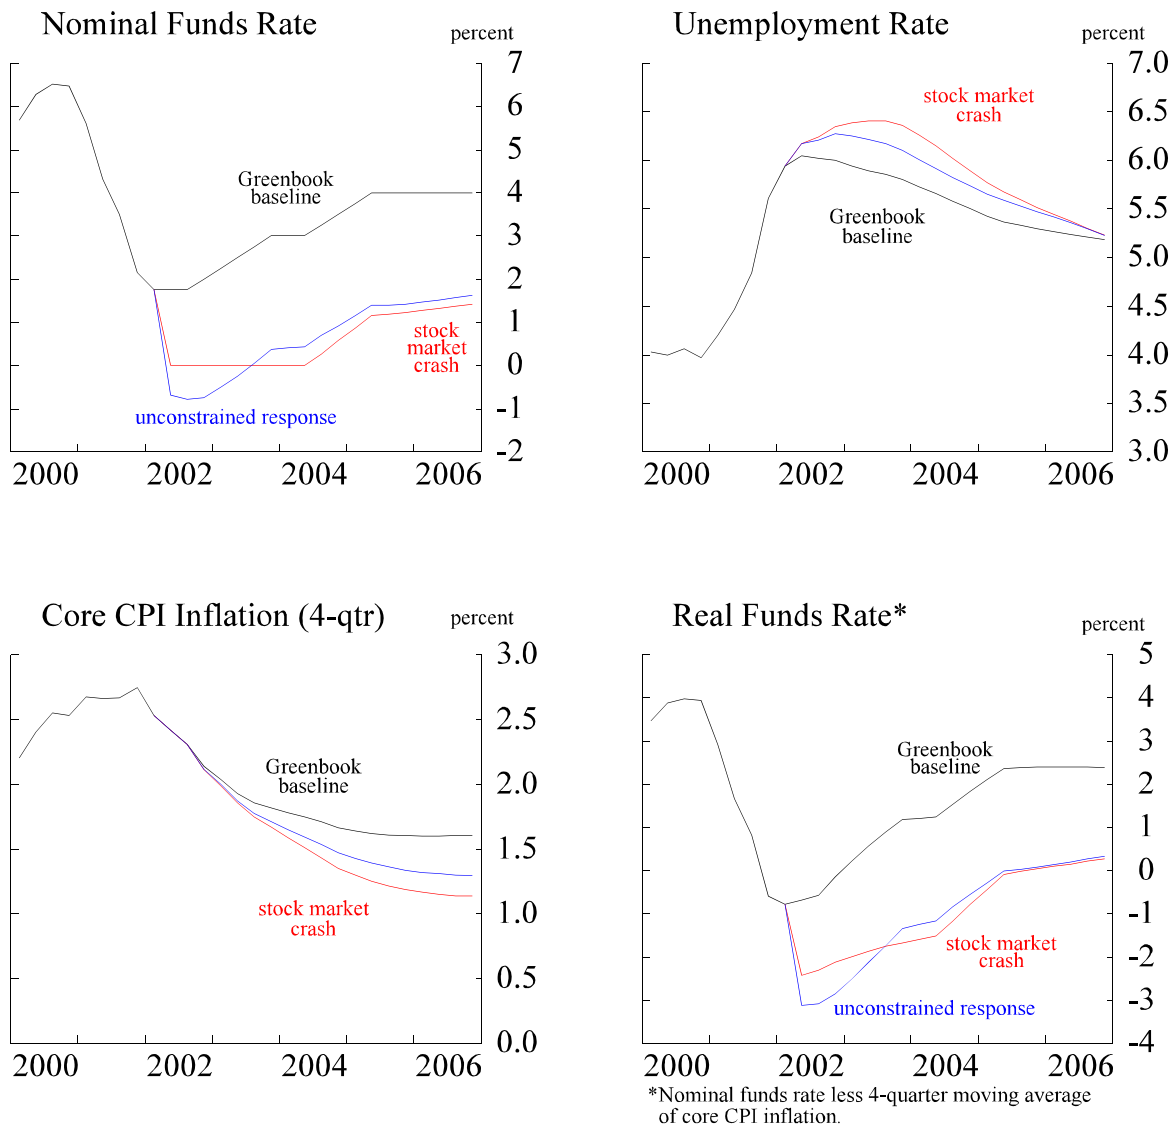 Nominal Funds Rate
percent
7
6
5
4
3
2
1
0
-1
-2
Greenbook
baseline
stock
market
crash
unconstrained response
2000 2002 2004 2006
Unemployment Rate
percent
7.0
6.5
6.0
5.5
5.0
4.5
4.0
3.5
3.0
stock market
crash
Greenbook
baseline
2000 2002 2004 2006
Core CPI Inflation (4-qtr)
percent
3.0
2.5
2.0
1.5
1.0
0.5
0.0
Greenbook
baseline
stock market
crash
2000 2002 2004 2006
Real Funds Rate*
percent
5
4
3
2
1
0
-1
-2
-3
-4
Greenbook
baseline
stock market
crash
unconstrained response
2000 2002 2004 2006
*Nominal funds rate less 4-quarter moving average
of core CPI inflation.